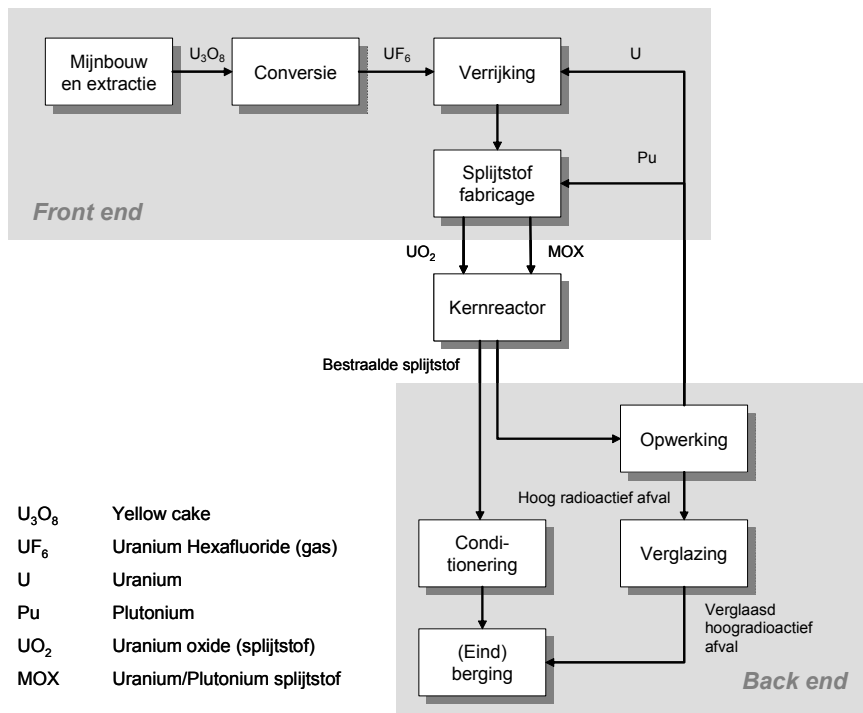 Mijnbouw
en extractie
U₃O₈
Conversie
UF₆
Verrijking
U
Splijtstof
fabricage
Pu
Front end
UO₂
MOX
Kernreactor
Bestraalde splijtstof
Opwerking
Hoog radioactief afval
Condi-
tionering
Verglazing
Verglaasd
hoogradioactief
afval
(Eind)
berging
Back end
U₃O₈ Yellow cake
UF₆ Uranium Hexafluoride (gas)
U Uranium
Pu Plutonium
UO₂ Uranium oxide (splijtstof)
MOX Uranium/Plutonium splijtstof